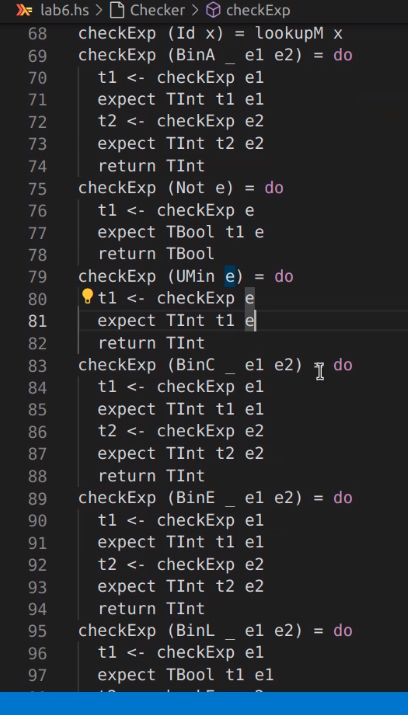 lab6.hs > Checker > checkExp
68 checkExp (Id x) = lookupM x
69 checkExp (BinA _ e1 e2) = do
70 t1 <- checkExp e1
71 expect TInt t1 e1
72 t2 <- checkExp e2
73 expect TInt t2 e2
74 return TInt
75 checkExp (Not e) = do
76 t1 <- checkExp e
77 expect TBool t1 e
78 return TBool
79 checkExp (UMin e) = do
80 t1 <- checkExp e
81 expect TInt t1 e
82 return TInt
83 checkExp (BinC _ e1 e2) = do
84 t1 <- checkExp e1
85 expect TInt t1 e1
86 t2 <- checkExp e2
87 expect TInt t2 e2
88 return TInt
89 checkExp (BinE _ e1 e2) = do
90 t1 <- checkExp e1
91 expect TInt t1 e1
92 t2 <- checkExp e2
93 expect TInt t2 e2
94 return TInt
95 checkExp (BinL _ e1 e2) = do
96 t1 <- checkExp e1
97 expect TBool t1 e1